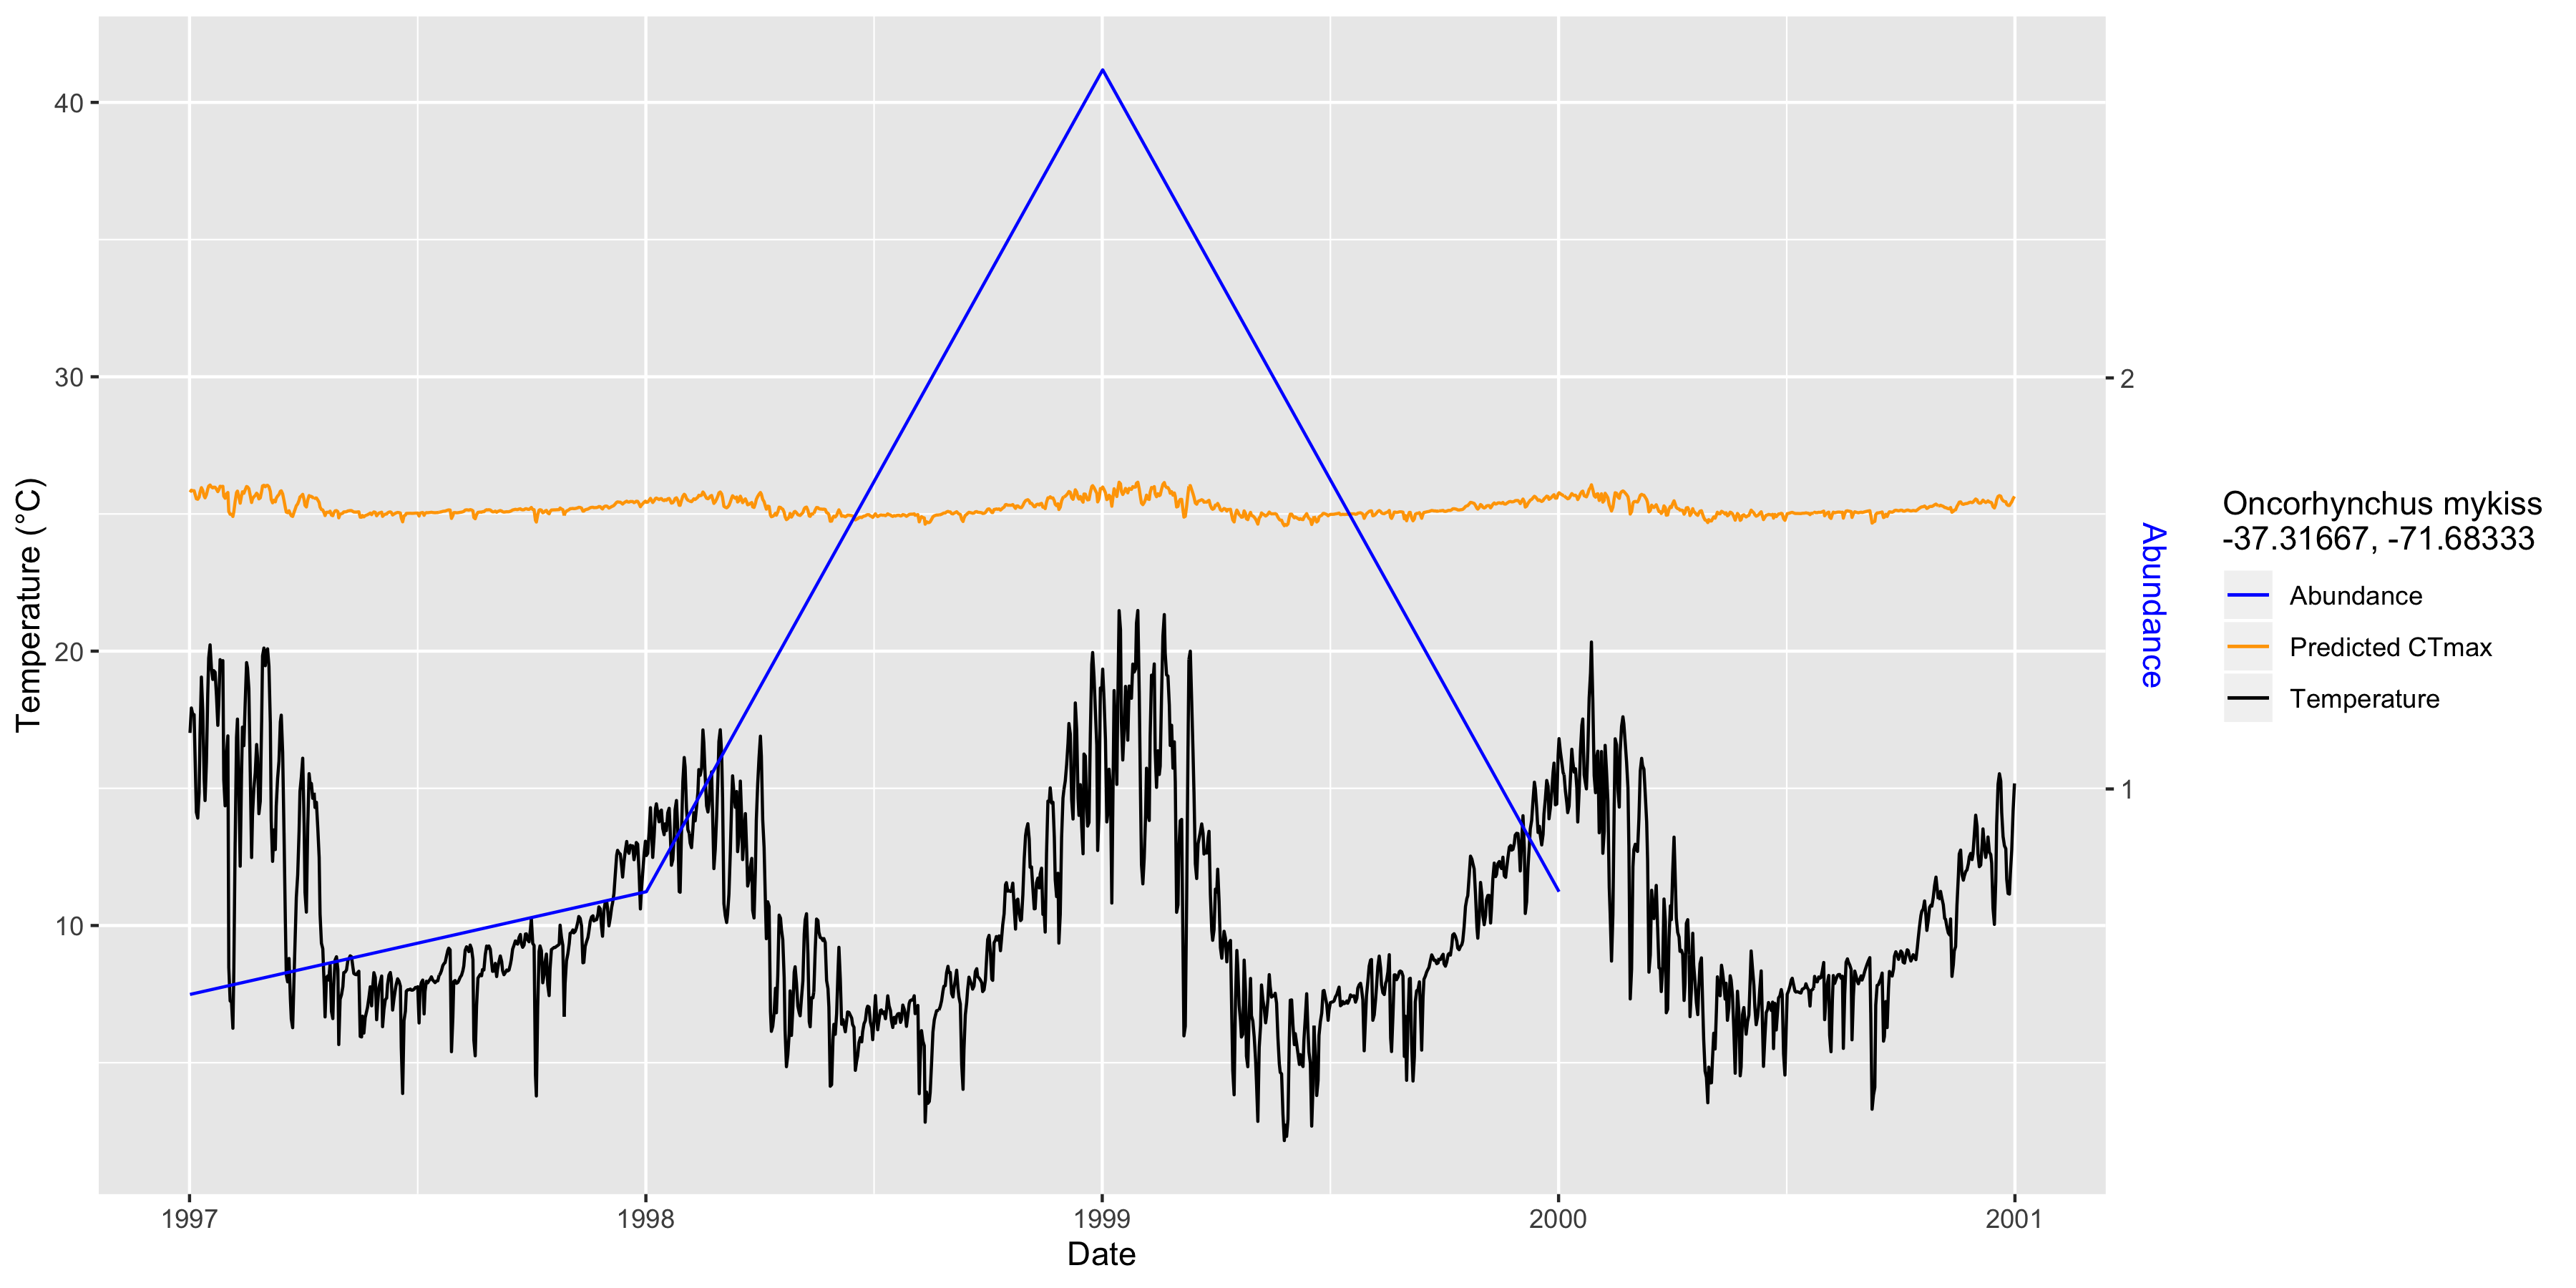 40
30
20
10
Temperature (°C)
1997
1998
1999
2000
2001
Date
2
1
Abundance
Oncorhynchus mykiss
-37.31667, -71.68333
Abundance
Predicted CTmax
Temperature